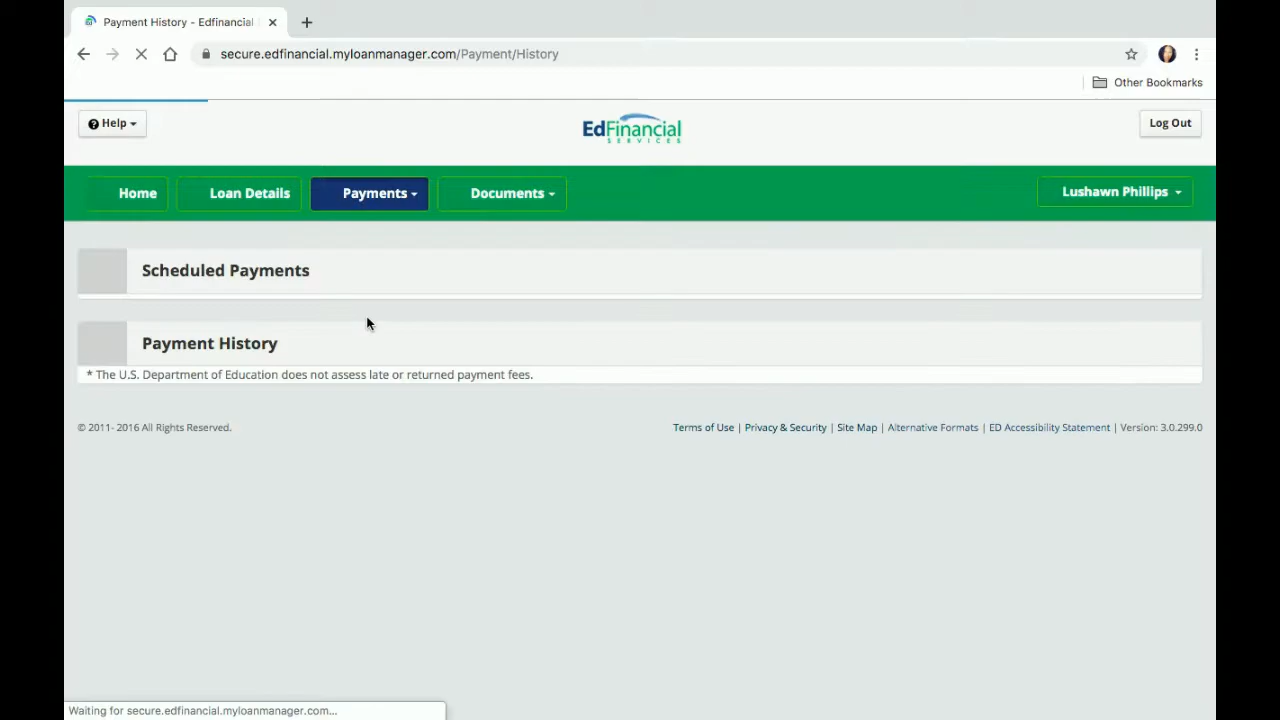 Payment History - Edfinancial
secure.edfinancial.myloanmanager.com/Payment/History
Other Bookmarks
Help
EdFinancial
SERVICES
Log Out
Home
Loan Details
Payments
Documents
Lushawn Phillips
Scheduled Payments
Payment History
* The U.S. Department of Education does not assess late or returned payment fees.
© 2011- 2016 All Rights Reserved.
Terms of Use | Privacy & Security | Site Map | Alternative Formats | ED Accessibility Statement | Version: 3.0.299.0
Waiting for secure.edfinancial.myloanmanager.com...